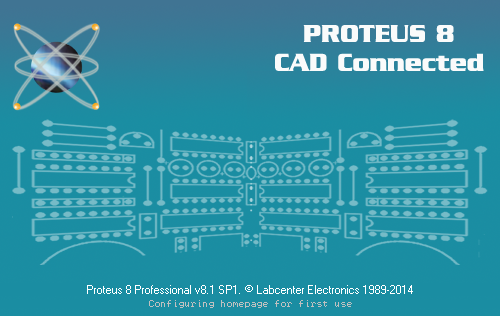 PROTEUS 8
CAD Connected
Proteus 8 Professional v8.1 SP1. © Labcenter Electronics 1989-2014
Configuring homepage for first use